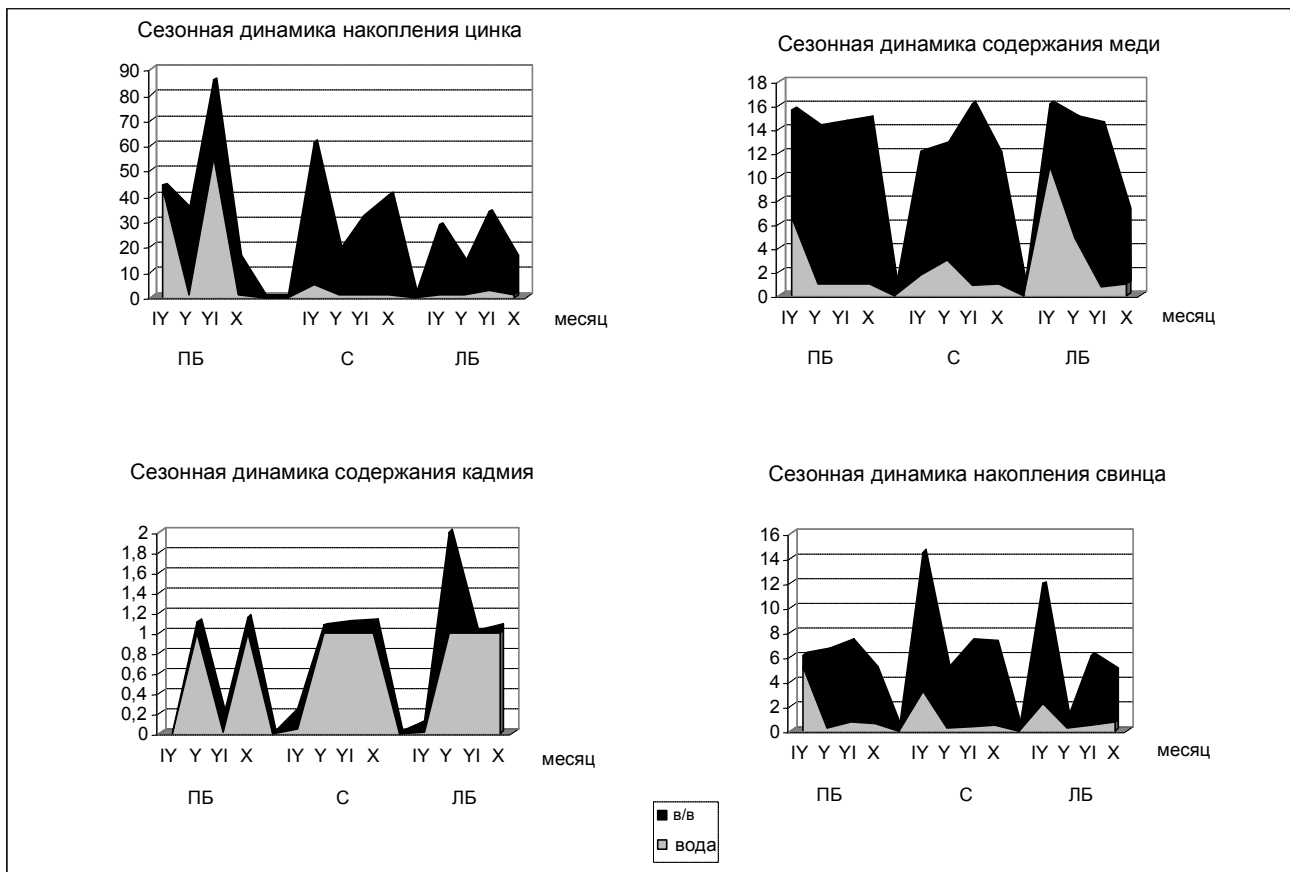 Сезонная динамика накопления цинка
90
80
70
60
50
40
30
20
10
0
IY Y YI X IY Y YI X IY Y YI X
месяц
ПБ С ЛБ
Сезонная динамика содержания меди
18
16
14
12
10
8
6
4
2
0
IY Y YI X IY Y YI X IY Y YI X
месяц
ПБ С ЛБ
Сезонная динамика содержания кадмия
2
1,8
1,6
1,4
1,2
1
0,8
0,6
0,4
0,2
0
IY Y YI X IY Y YI X IY Y YI X
месяц
ПБ С ЛБ
Сезонная динамика накопления свинца
16
14
12
10
8
6
4
2
0
IY Y YI X IY Y YI X IY Y YI X
месяц
ПБ С ЛБ
в/в
вода